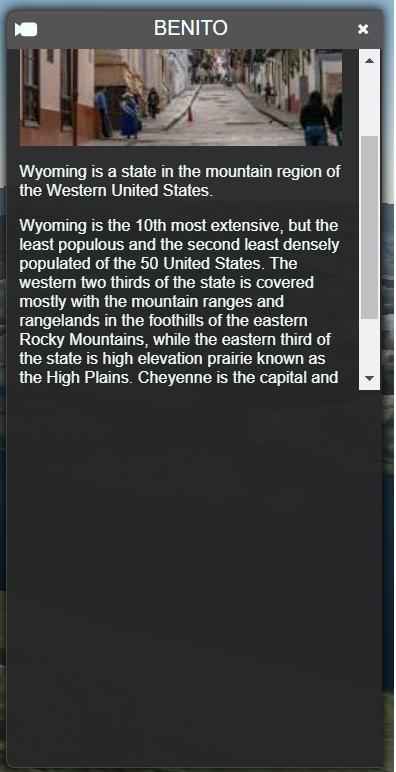 BENITO
Wyoming is a state in the mountain region of
the Western United States.
Wyoming is the 10th most extensive, but the
least populous and the second least densely
populated of the 50 United States. The
western two thirds of the state is covered
mostly with the mountain ranges and
rangelands in the foothills of the eastern
Rocky Mountains, while the eastern third of
the state is high elevation prairie known as
the High Plains. Cheyenne is the capital and